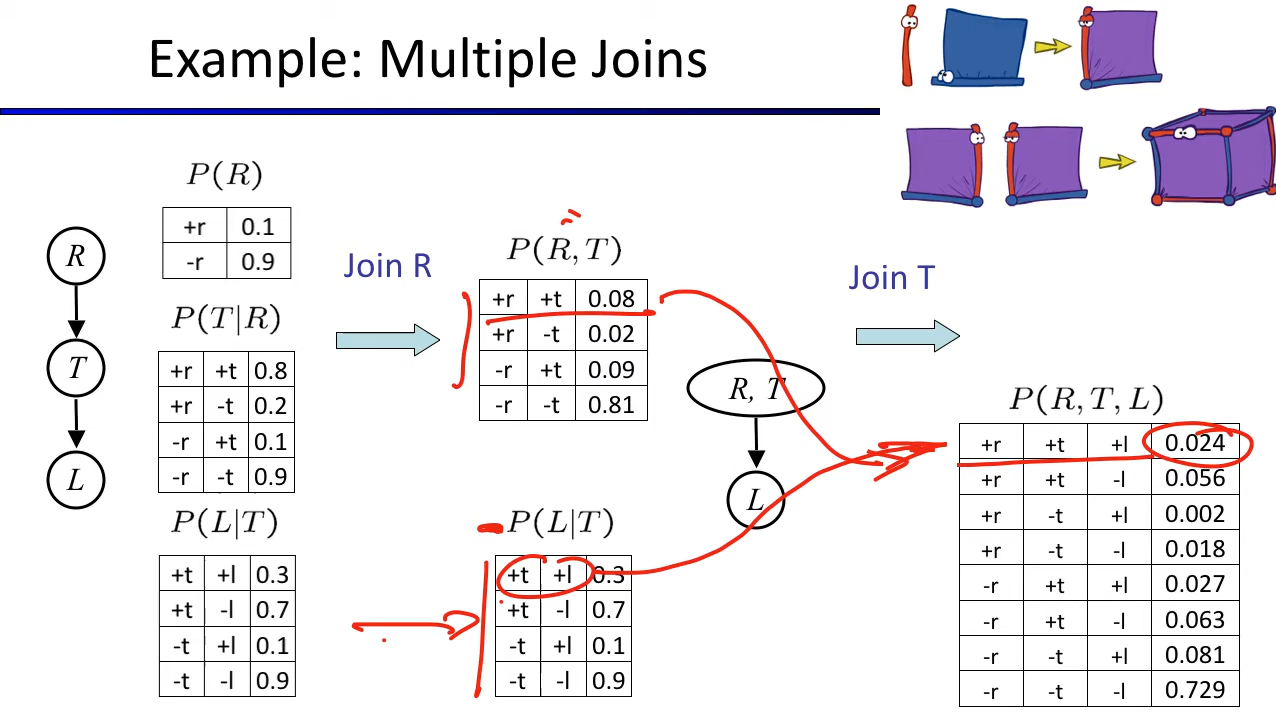 Example: Multiple Joins
P(R)
+r 0.1
-r 0.9
R
T
L
P(T|R)
+r +t 0.8
+r -t 0.2
-r +t 0.1
-r -t 0.9
P(L|T)
+t +l 0.3
+t -l 0.7
-t +l 0.1
-t -l 0.9
Join R
P(R, T)
+r +t 0.08
+r -t 0.02
-r +t 0.09
-r -t 0.81
P(L|T)
+t +l 0.3
+t -l 0.7
-t +l 0.1
-t -l 0.9
R, T
L
Join T
P(R, T, L)
+r +t +l 0.024
+r +t -l 0.056
+r -t +l 0.002
+r -t -l 0.018
-r +t +l 0.027
-r +t -l 0.063
-r -t +l 0.081
-r -t -l 0.729